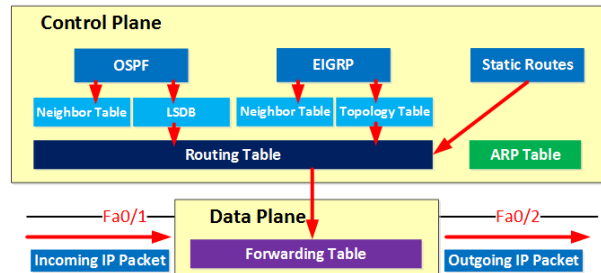 Control Plane
OSPF
EIGRP
Static Routes
Neighbor Table
LSDB
Neighbor Table
Topology Table
Routing Table
ARP Table
Fa0/1
Data Plane
Fa0/2
Incoming IP Packet
Forwarding Table
Outgoing IP Packet